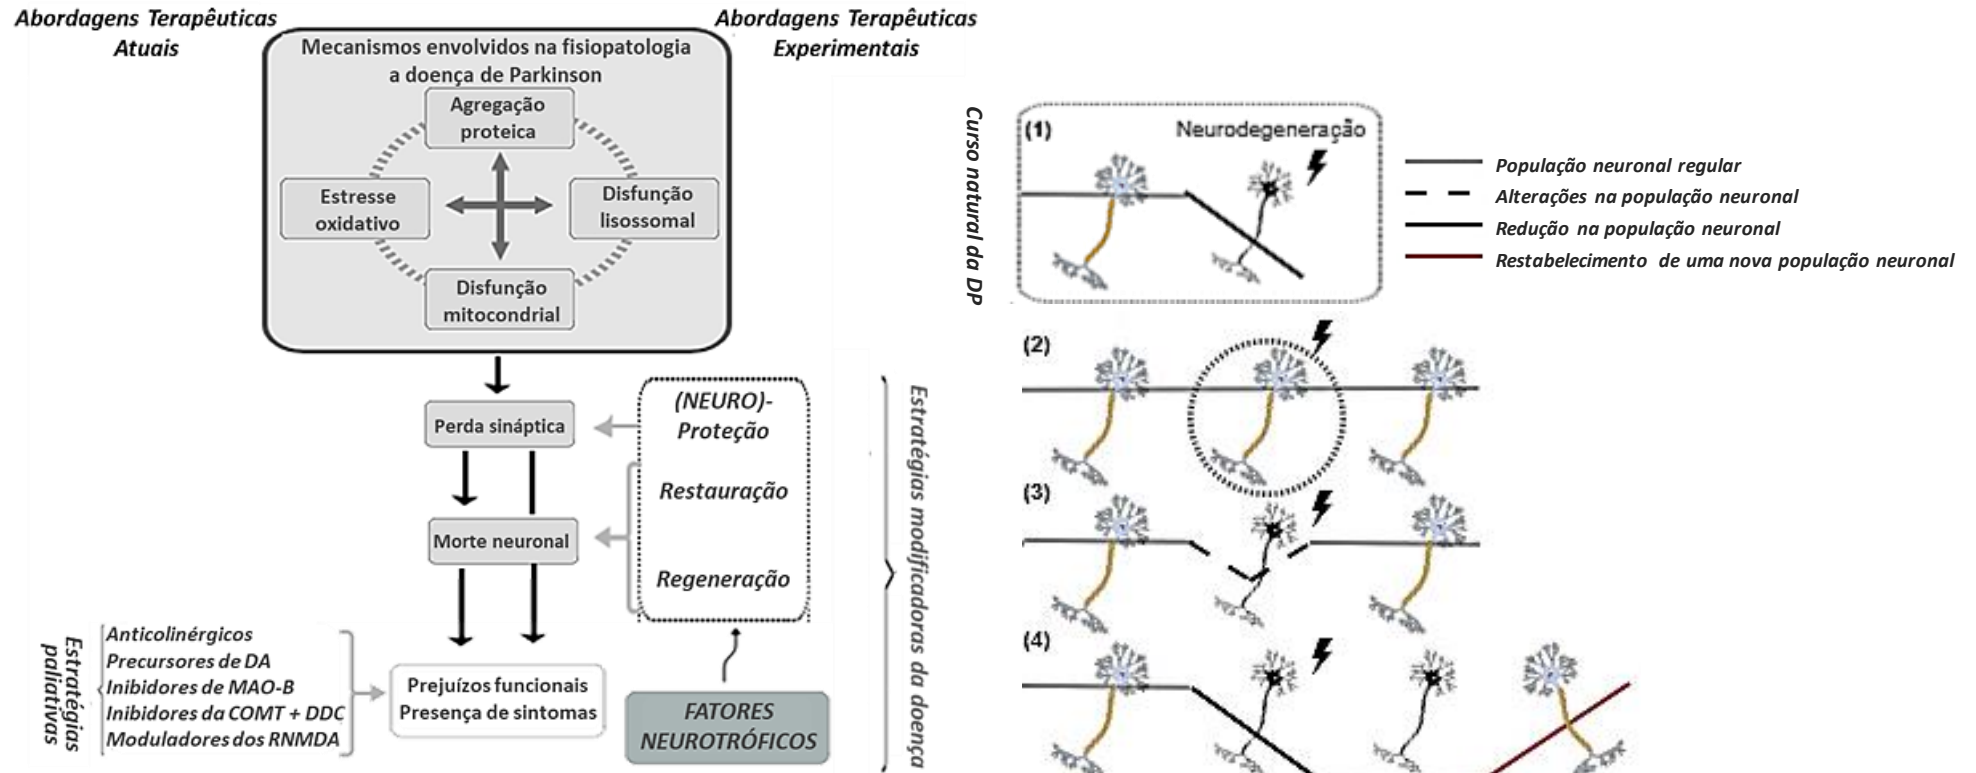 Abordagens Terapêuticas
Atuais
Abordagens Terapêuticas
Experimentais
Mecanismos envolvidos na fisiopatologia
a doença de Parkinson
Agregação
proteica
Estresse
oxidativo
Disfunção
lisossomal
Disfunção
mitocondrial
Perda sináptica
Morte neuronal
(NEURO)-
Proteção
Restauração
Regeneração
Estratégias modificadoras da doença
Estratégias
paliativas
Anticolinérgicos
Precursores de DA
Inibidores de MAO-B
Inibidores da COMT + DDC
Moduladores dos RNMDA
Prejuízos funcionais
Presença de sintomas
FATORES
NEUROTRÓFICOS
Curso natural da DP
(1)
Neurodegeneração
População neuronal regular
Alterações na população neuronal
Redução na população neuronal
Restabelecimento de uma nova população neuronal
(2)
(3)
(4)